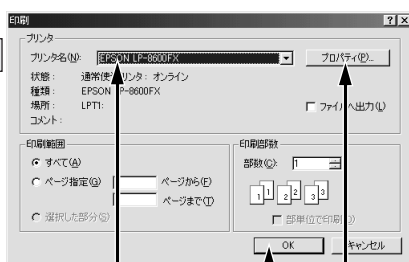 印刷
プリンタ
プリンタ名(N): EPSON LP-8600FX プロパティ(P)...
状態: 通常使うプリンタ: オンライン
種類: EPSON LP-8600FX
場所: LPT1:
コメント:
ファイルへ出力(L)
印刷範囲
すべて(A)
ページ指定(G) ページから(F)
ページまで(T)
選択した部分(S)
印刷部数
部数(C): 1
1 1 2 2 3 3
部単位で印刷(O)
OK キャンセル